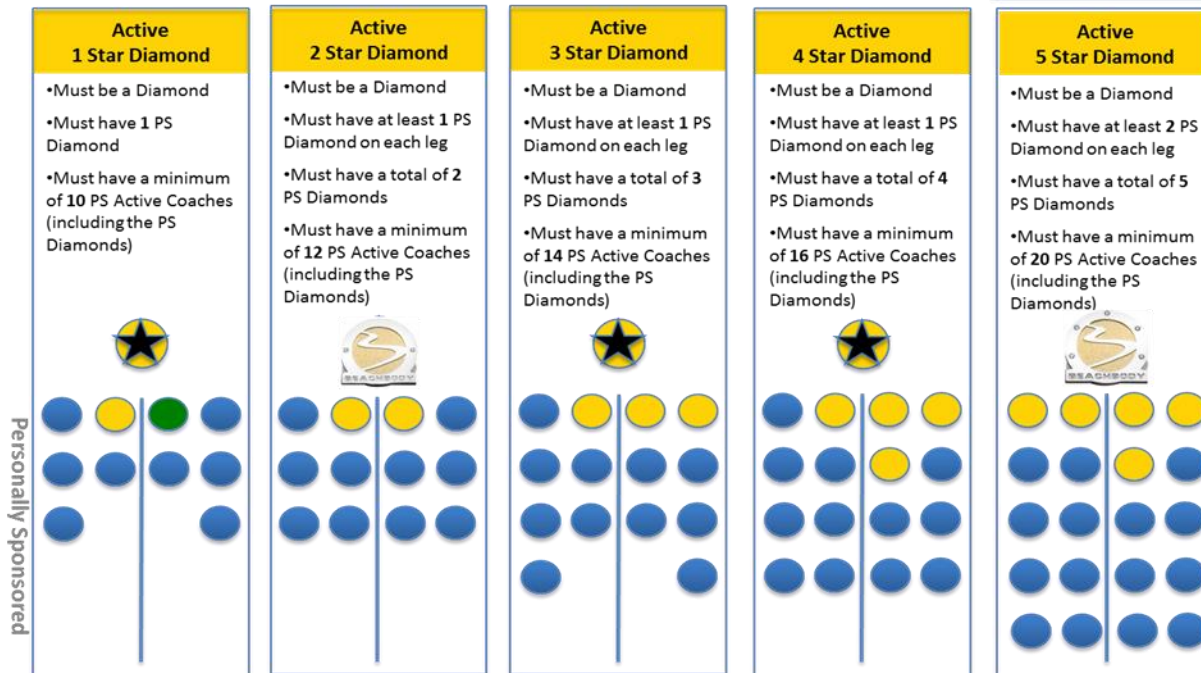 Active
1 Star Diamond
•Must be a Diamond
•Must have 1 PS
Diamond
•Must have a minimum
of 10 PS Active Coaches
(including the PS
Diamonds)
Active
2 Star Diamond
•Must be a Diamond
•Must have at least 1 PS
Diamond on each leg
•Must have a total of 2
PS Diamonds
•Must have a minimum
of 12 PS Active Coaches
(including the PS
Diamonds)
BEACHBODY
Active
3 Star Diamond
•Must be a Diamond
•Must have at least 1 PS
Diamond on each leg
•Must have a total of 3
PS Diamonds
•Must have a minimum
of 14 PS Active Coaches
(including the PS
Diamonds)
Active
4 Star Diamond
•Must be a Diamond
•Must have at least 1 PS
Diamond on each leg
•Must have a total of 4
PS Diamonds
•Must have a minimum
of 16 PS Active Coaches
(including the PS
Diamonds)
Active
5 Star Diamond
•Must be a Diamond
•Must have at least 2 PS
Diamond on each leg
•Must have a total of 5
PS Diamonds
•Must have a minimum
of 20 PS Active Coaches
(including the PS
Diamonds)
BEACHBODY
Personally Sponsored